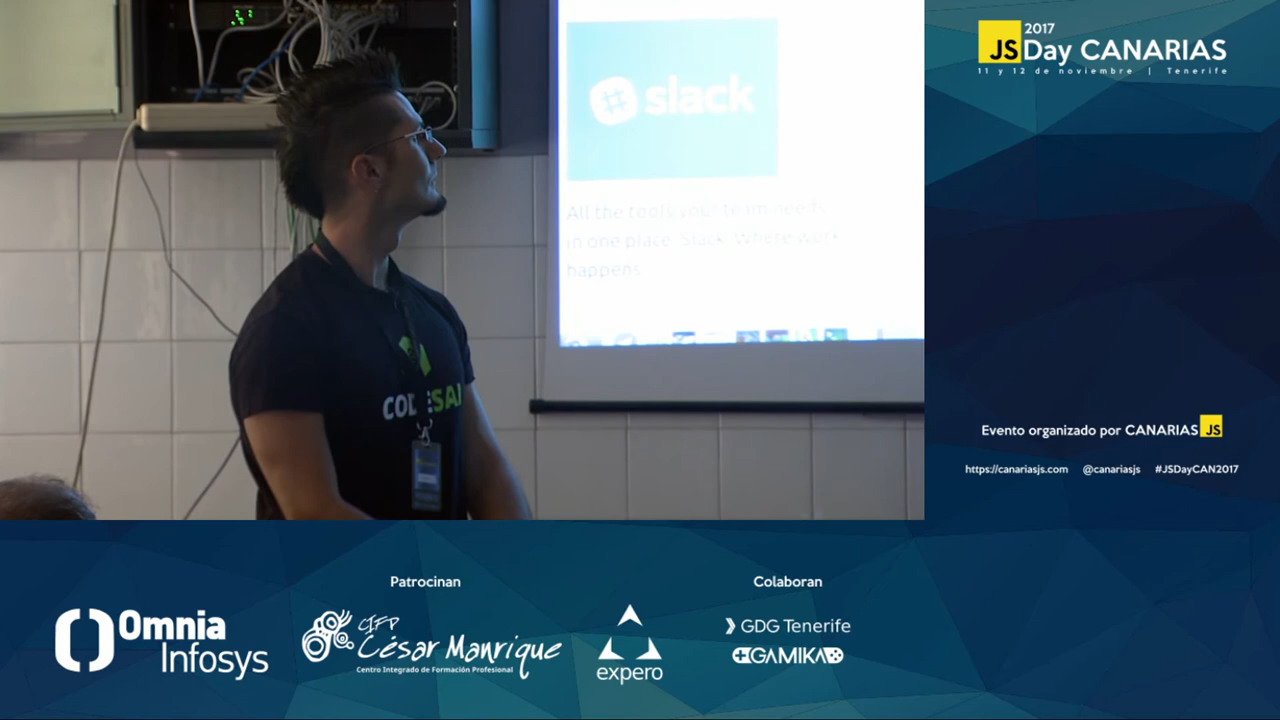 slack
All the tools your team needs
in one place. Slack: Where work
happens.
2017
JSDay CANARIAS
11 y 12 de noviembre | Tenerife
Evento organizado por CANARIAS JS
https://canariasjs.com @canariasjs #JSDayCAN2017
Patrocinan
Omnia
Infosys
CIFP
César Manrique
Centro Integrado de Formación Profesional
expero
Colaboran
GDG Tenerife
GAMIKA